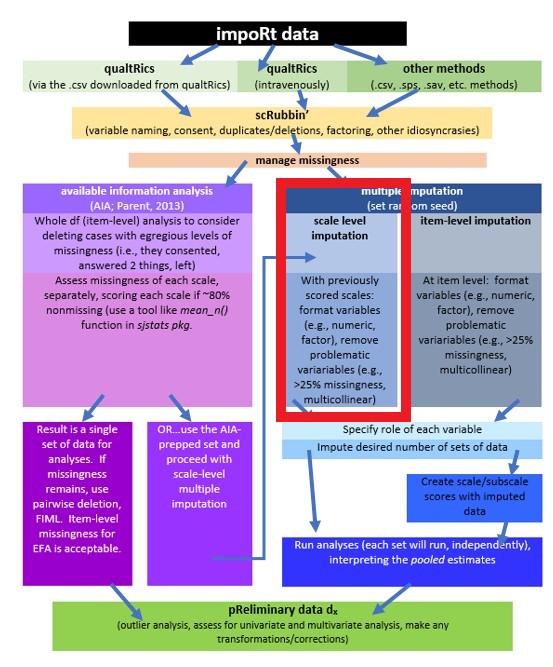 impoRt data
qualtRics
(via the .csv downloaded from qualtRics)
qualtRics
(intravenously)
other methods
(.csv, .sps, .sav, etc. methods)
scRubbin’
(variable naming, consent, duplicates/deletions, factoring, other idiosyncrasies)
manage missingness
available information analysis
(AIA; Parent, 2013)
Whole df (item-level) analysis to consider
deleting cases with egregious levels of
missingness (i.e., they consented,
answered 2 things, left)
Assess missingness of each scale,
separately, scoring each scale if ~80%
nonmissing (use a tool like mean_n()
function in sjstats pkg.
multiple imputation
(set random seed)
scale level
imputation
With previously
scored scales:
format variables
(e.g., numeric,
factor), remove
problematic
varariables (e.g.,
>25% missingness,
multicollinear)
item-level imputation
At item level: format
variables (e.g., numeric,
factor), remove
problematic
varariables (e.g., >25%
missingness,
multicollinear)
Result is a single
set of data for
analyses. If
missingness
remains, use
pairwise deletion,
FIML. Item-level
missingness for
EFA is acceptable.
OR…use the AIA-
prepped set and
proceed with
scale-level
multiple
imputation
Specify role of each variable
Impute desired number of sets of data
Create scale/subscale
scores with imputed
data
Run analyses (each set will run, independently),
interpreting the pooled estimates
pReliminary data dx
(outlier analysis, assess for univariate and multivariate analysis, make any
transformations/corrections)